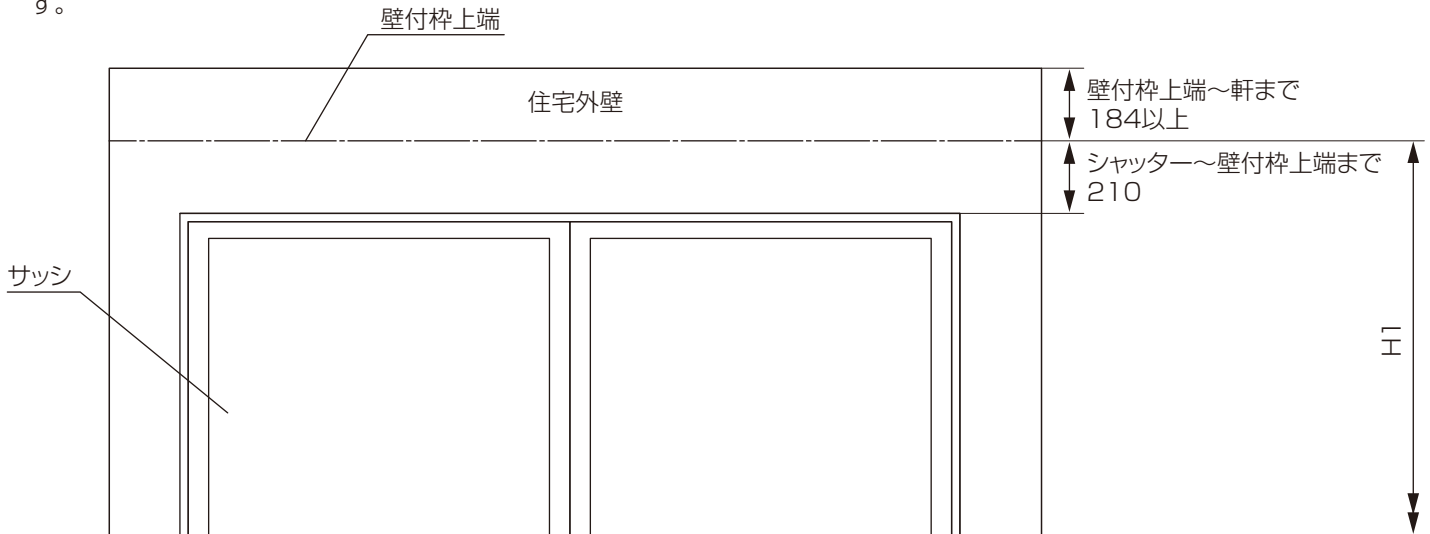 す。
壁付枠上端
住宅外壁
壁付枠上端～軒まで
184以上
シャッター～壁付枠上端まで
210
サッシ
H1